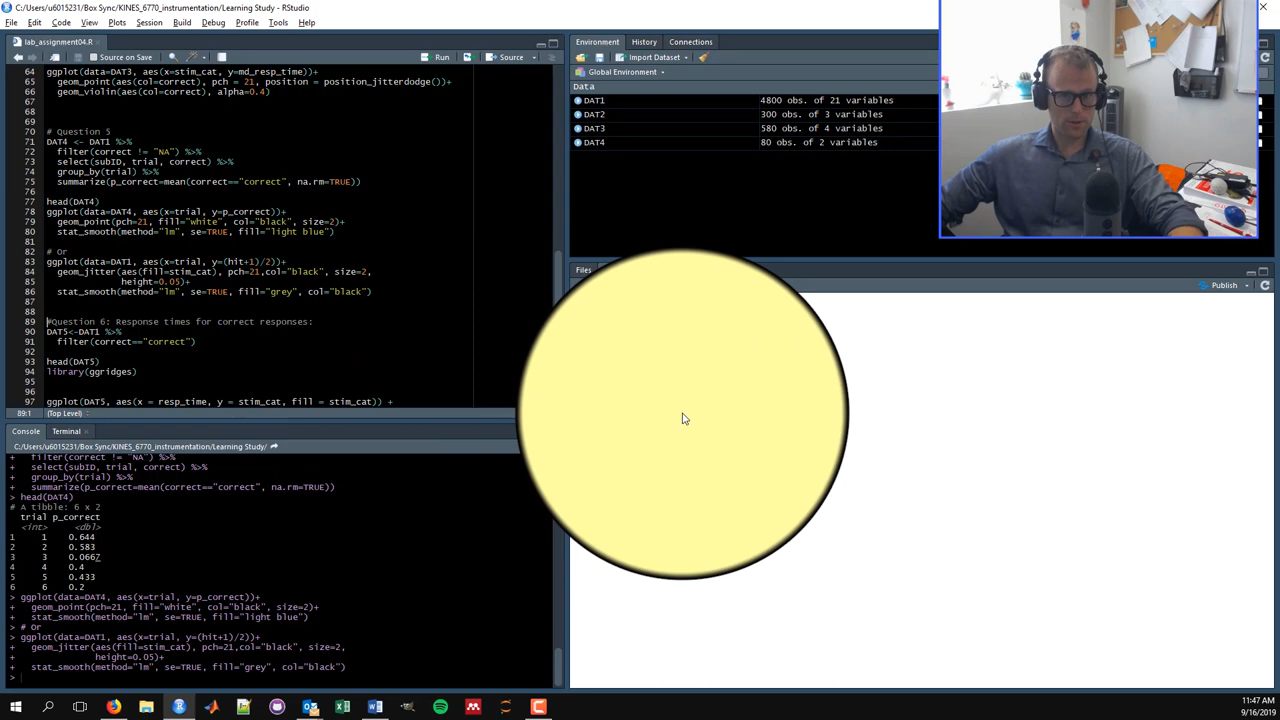 C:/Users/u6015231/Box Sync/KINES_6770_instrumentation/Learning Study - RStudio
File Edit Code View Plots Session Build Debug Profile Tools Help
lab_assignment04.R
Source on Save
Run
Source
64 ggplot(data=DAT3, aes(x=stim_cat, y=md_resp_time))+
65 geom_point(aes(col=correct), pch = 21, position = position_jitterdodge())+
66 geom_violin(aes(col=correct), alpha=0.4)
67
68
69
70 # Question 5
71 DAT4 <- DAT1 %>%
72 filter(correct != "NA") %>%
73 select(subID, trial, correct) %>%
74 group_by(trial) %>%
75 summarize(p_correct=mean(correct=="correct", na.rm=TRUE))
76
77 head(DAT4)
78 ggplot(data=DAT4, aes(x=trial, y=p_correct))+
79 geom_point(pch=21, fill="white", col="black", size=2)+
80 stat_smooth(method="lm", se=TRUE, fill="light blue")
81
82 # Or
83 ggplot(data=DAT1, aes(x=trial, y=(hit+1)/2))+
84 geom_jitter(aes(fill=stim_cat), pch=21,col="black", size=2,
85 height=0.05)+
86 stat_smooth(method="lm", se=TRUE, fill="grey", col="black")
87
88
89 #Question 6: Response times for correct responses:
90 DAT5<-DAT1 %>%
91 filter(correct=="correct")
92
93 head(DAT5)
94 library(ggridges)
95
96
97 ggplot(DAT5, aes(x = resp_time, y = stim_cat, fill = stim_cat)) +
89:1 (Top Level)
Console Terminal
C:/Users/u6015231/Box Sync/KINES_6770_instrumentation/Learning Study/
+ filter(correct != "NA") %>%
+ select(subID, trial, correct) %>%
+ group_by(trial) %>%
+ summarize(p_correct=mean(correct=="correct", na.rm=TRUE))
> head(DAT4)
# A tibble: 6 x 2
trial p_correct
<int> <dbl>
1 1 0.644
2 2 0.583
3 3 0.0667
4 4 0.4
5 5 0.433
6 6 0.2
> ggplot(data=DAT4, aes(x=trial, y=p_correct))+
+ geom_point(pch=21, fill="white", col="black", size=2)+
+ stat_smooth(method="lm", se=TRUE, fill="light blue")
> # Or
> ggplot(data=DAT1, aes(x=trial, y=(hit+1)/2))+
+ geom_jitter(aes(fill=stim_cat), pch=21,col="black", size=2,
+ height=0.05)+
+ stat_smooth(method="lm", se=TRUE, fill="grey", col="black")
>
Environment History Connections
Import Dataset
Global Environment
Data
DAT1 4800 obs. of 21 variables
DAT2 300 obs. of 3 variables
DAT3 580 obs. of 4 variables
DAT4 80 obs. of 2 variables
Files
Publish
11:47 AM
9/16/2019